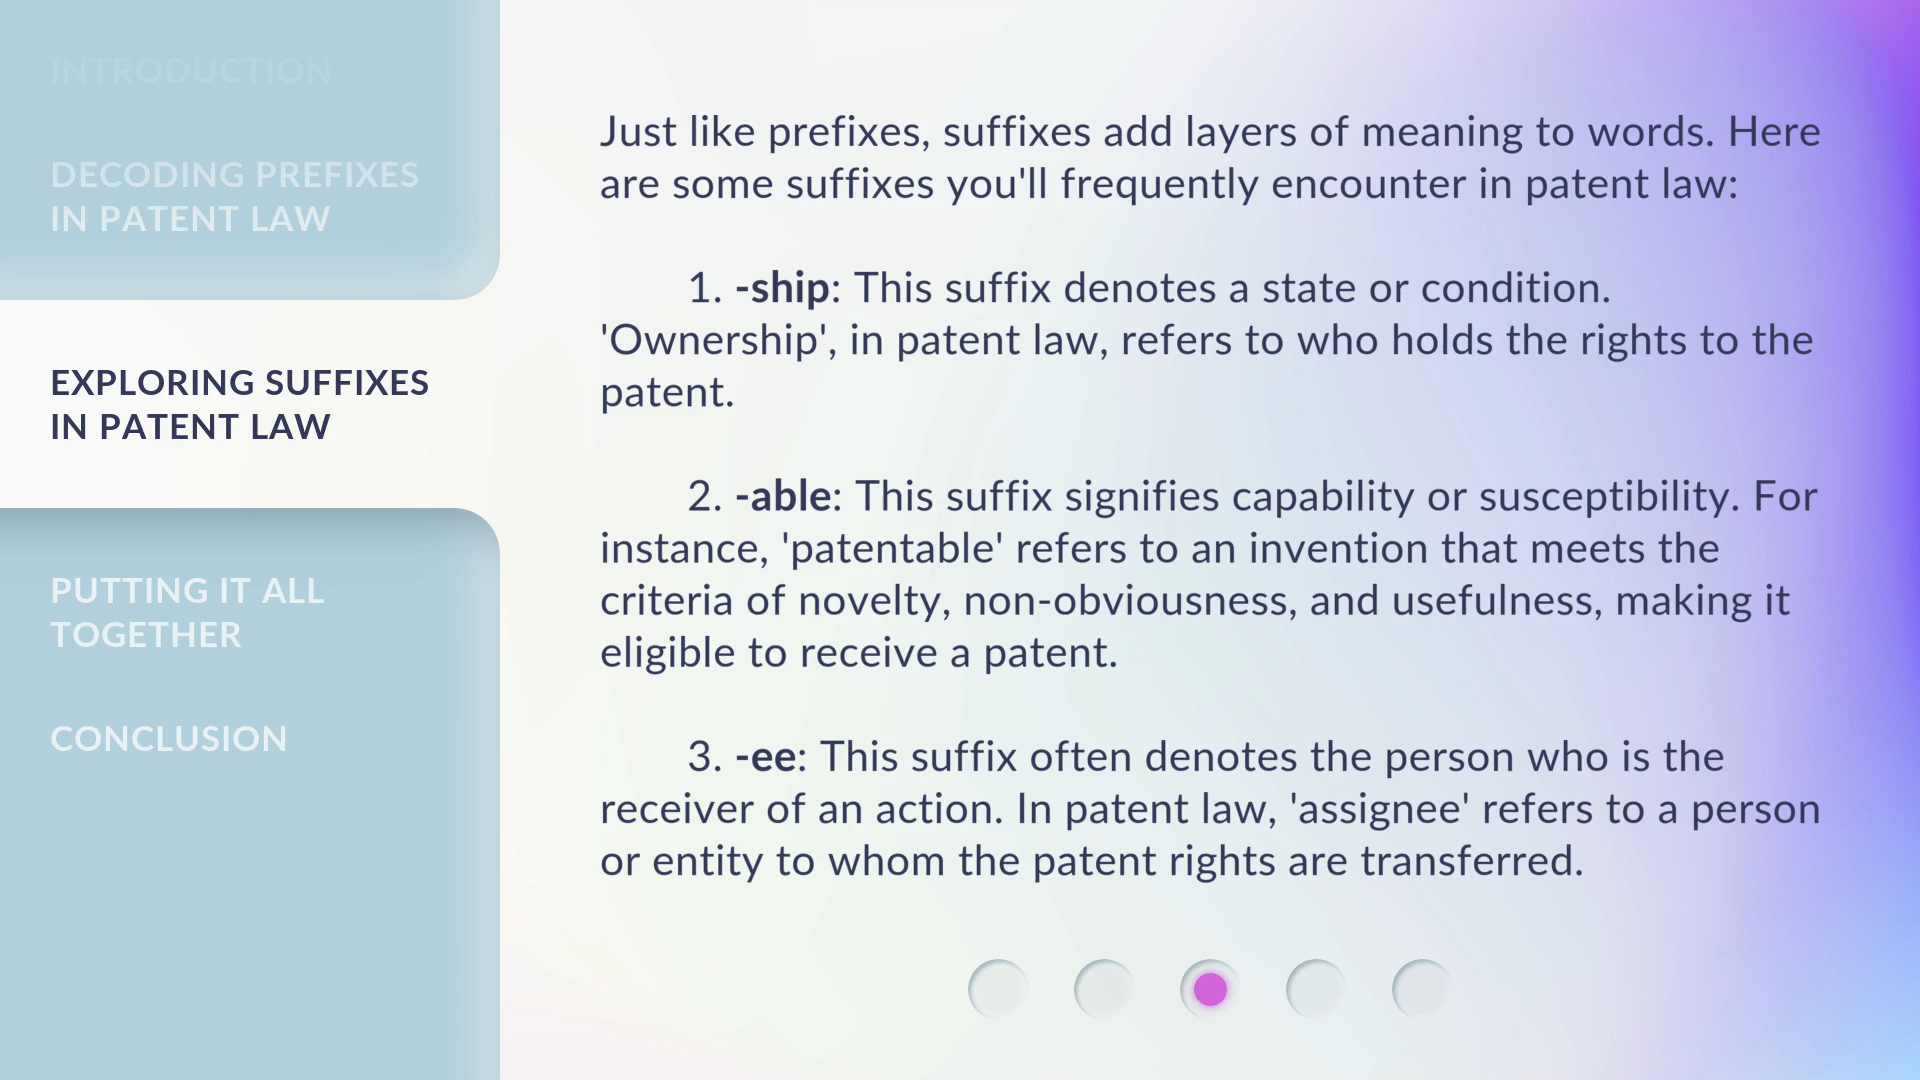 INTRODUCTION
DECODING PREFIXES
IN PATENT LAW
EXPLORING SUFFIXES
IN PATENT LAW
PUTTING IT ALL
TOGETHER
CONCLUSION
Just like prefixes, suffixes add layers of meaning to words. Here
are some suffixes you'll frequently encounter in patent law:
1. -ship: This suffix denotes a state or condition.
'Ownership', in patent law, refers to who holds the rights to the
patent.
2. -able: This suffix signifies capability or susceptibility. For
instance, 'patentable' refers to an invention that meets the
criteria of novelty, non-obviousness, and usefulness, making it
eligible to receive a patent.
3. -ee: This suffix often denotes the person who is the
receiver of an action. In patent law, 'assignee' refers to a person
or entity to whom the patent rights are transferred.